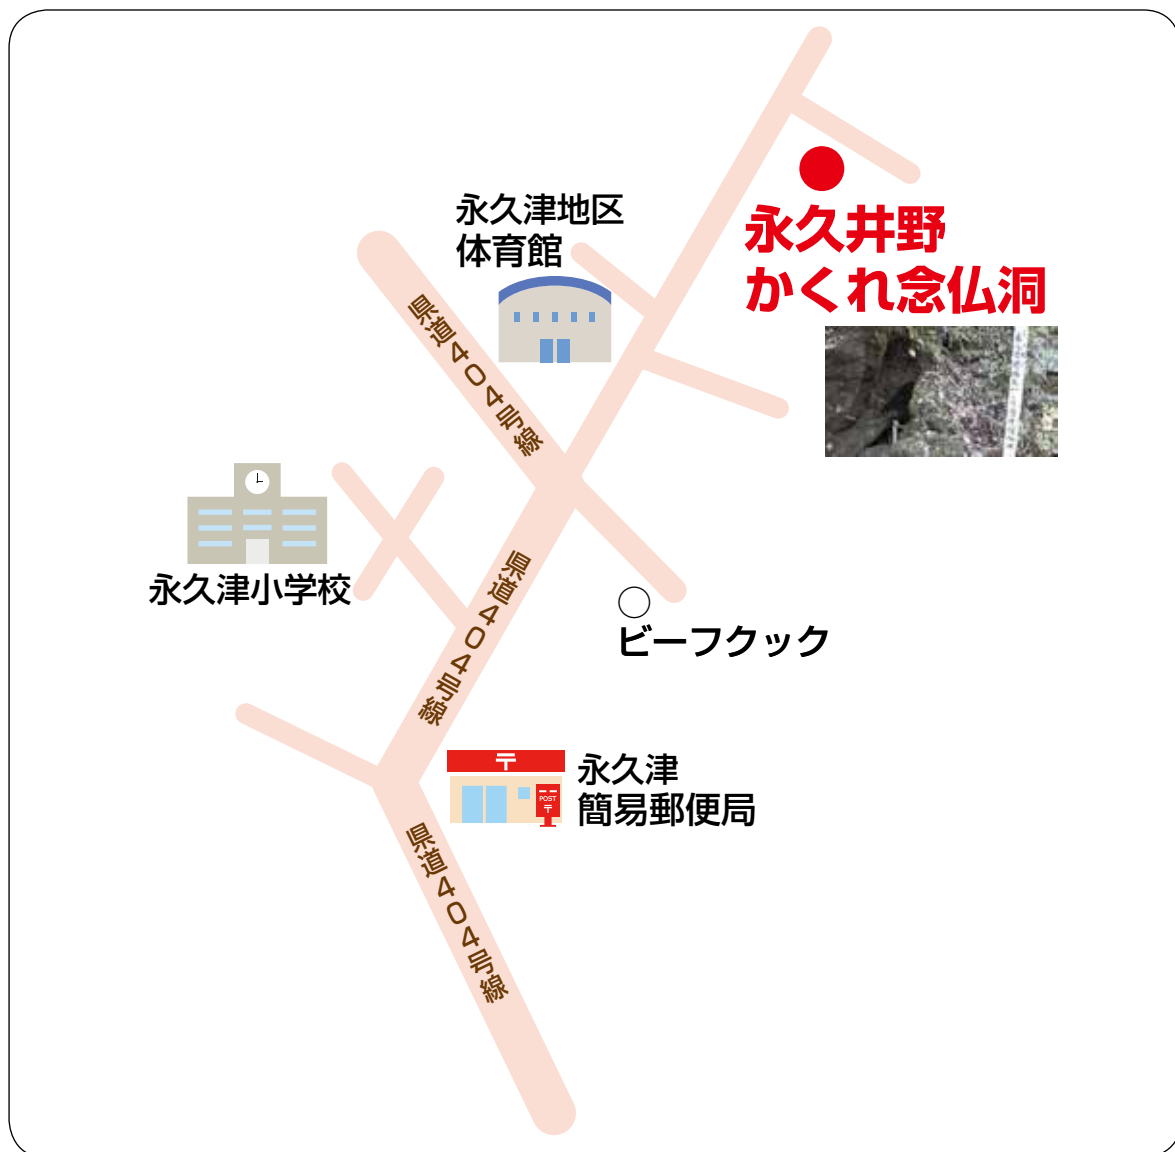 永久津地区
体育館
永久井野
かくれ念仏洞
県道404号線
永久津小学校
県道404号線
ビーフクック
〒
POST
〒
永久津
簡易郵便局
県道404号線